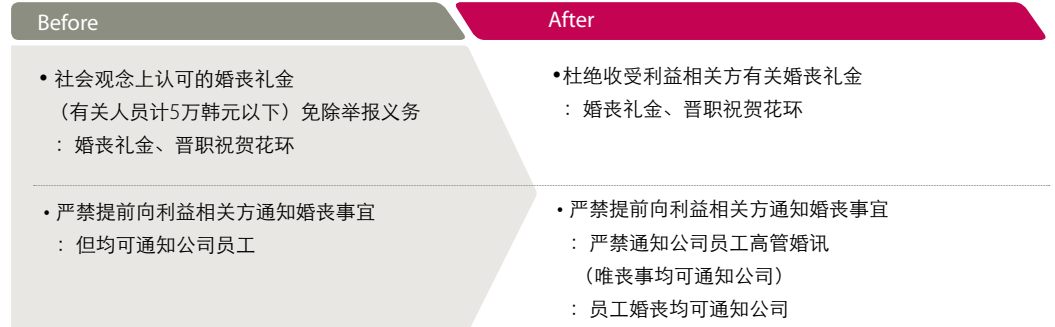 Before
• 社会观念上认可的婚丧礼金
（有关人员计5万韩元以下）免除举报义务
： 婚丧礼金、晋职祝贺花环
• 严禁提前向利益相关方通知婚丧事宜
： 但均可通知公司员工
After
•杜绝收受利益相关方有关婚丧礼金
： 婚丧礼金、晋职祝贺花环
• 严禁提前向利益相关方通知婚丧事宜
： 严禁通知公司员工高管婚讯
（唯丧事均可通知公司）
： 员工婚丧均可通知公司